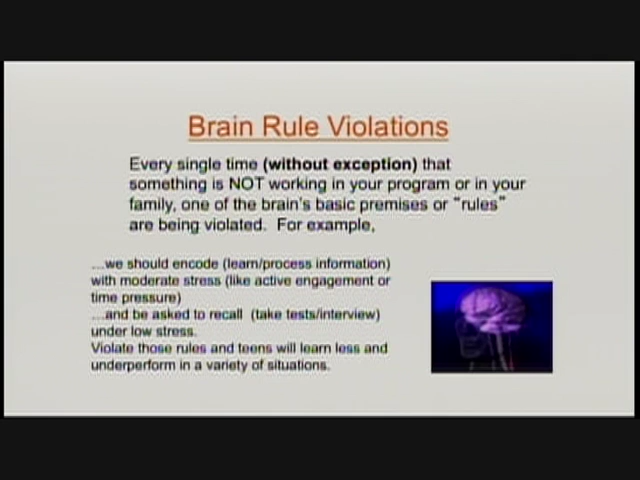 Brain Rule Violations
Every single time (without exception) that
something is NOT working in your program or in your
family, one of the brain's basic premises or "rules"
are being violated.  For example,
...we should encode (learn/process information)
with moderate stress (like active engagement or
time pressure)
...and be asked to recall  (take tests/interview)
under low stress.
Violate those rules and teens will learn less and
underperform in a variety of situations.